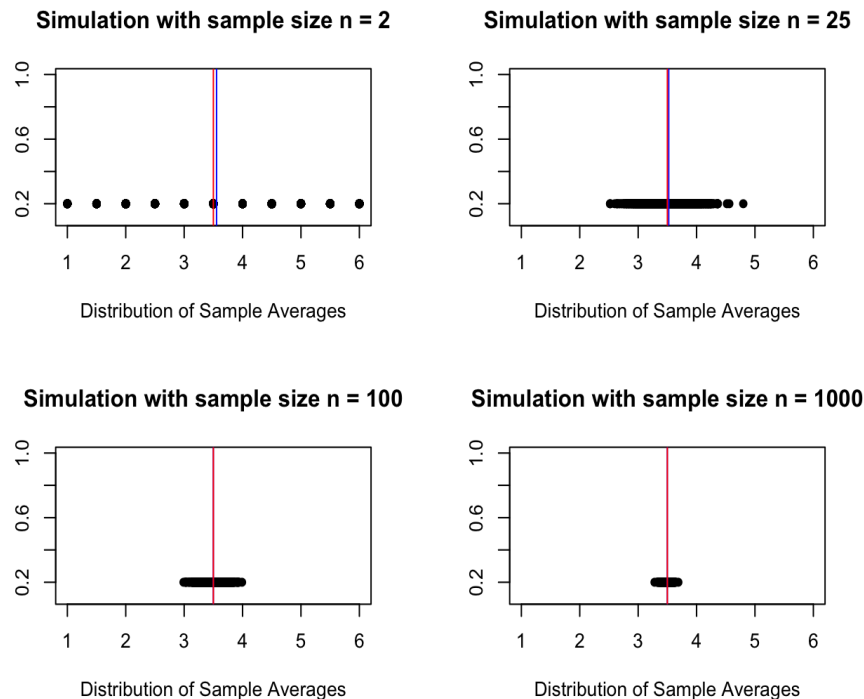 Simulation with sample size n = 2
1.0
0.6
0.2
1 2 3 4 5 6
Distribution of Sample Averages
Simulation with sample size n = 25
1.0
0.6
0.2
1 2 3 4 5 6
Distribution of Sample Averages
Simulation with sample size n = 100
1.0
0.6
0.2
1 2 3 4 5 6
Distribution of Sample Averages
Simulation with sample size n = 1000
1.0
0.6
0.2
1 2 3 4 5 6
Distribution of Sample Averages